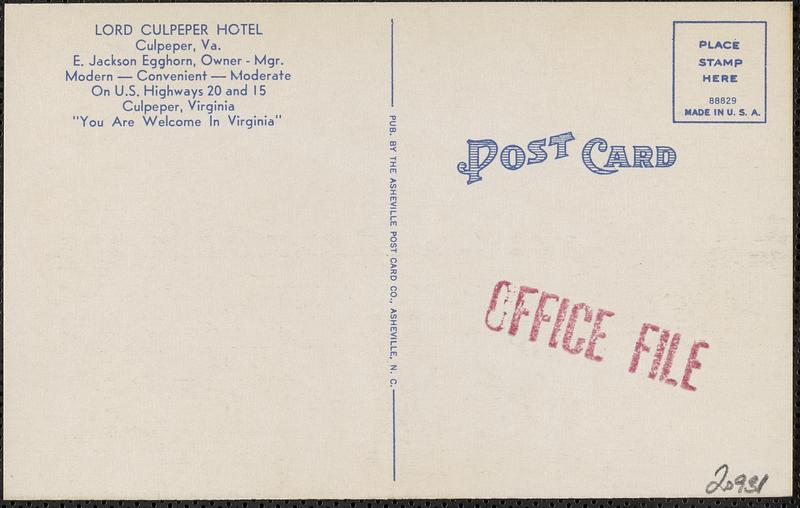 LORD CULPEPER HOTEL
Culpeper, Va.
E. Jackson Egghorn, Owner - Mgr.
Modern — Convenient — Moderate
On U.S. Highways 20 and 15
Culpeper, Virginia
"You Are Welcome In Virginia"
PUB. BY THE ASHEVILLE POST CARD CO., ASHEVILLE, N. C.
PLACE
STAMP
HERE
88829
MADE IN U. S. A.
POST CARD
OFFICE FILE
20931